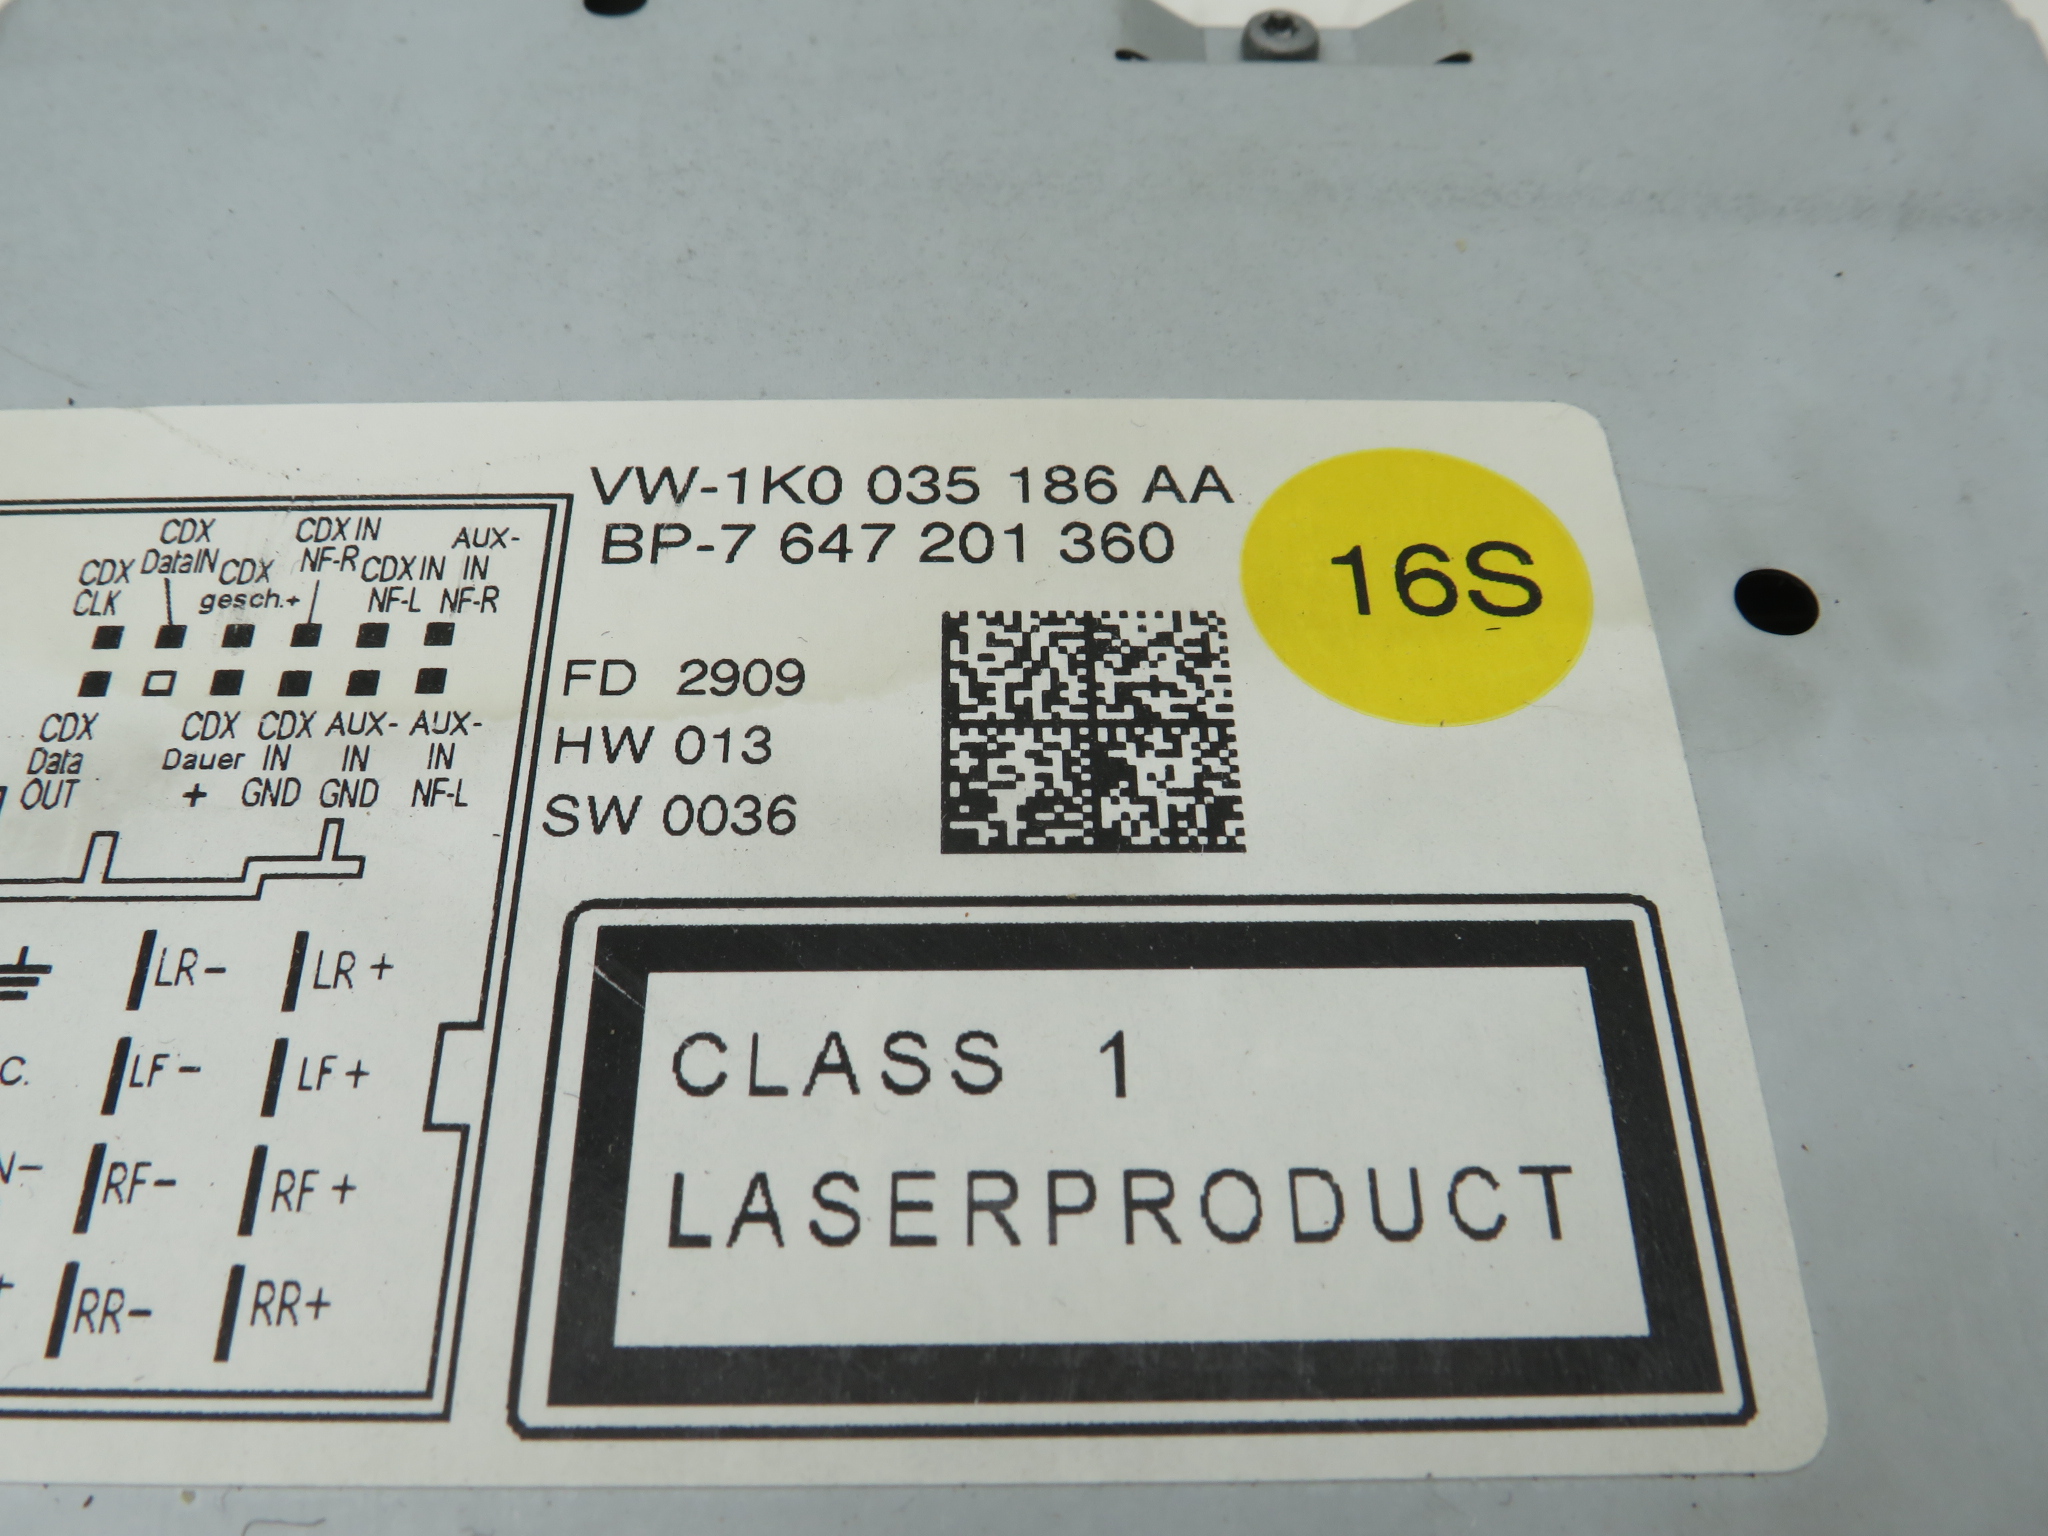 VW-1K0 035 186 AA
BP-7 647 201 360
16S
FD 2909
HW 013
SW 0036
CDX CLK
CDX DataIN
CDX gesch.+
CDX IN NF-R
CDX IN NF-L
AUX-IN NF-R
CDX Data OUT
CDX Dauer +
CDX IN GND
AUX-IN GND
AUX-IN NF-L
LR- LR+
C. LF- LF+
RF- RF+
RR- RR+
CLASS 1
LASERPRODUCT